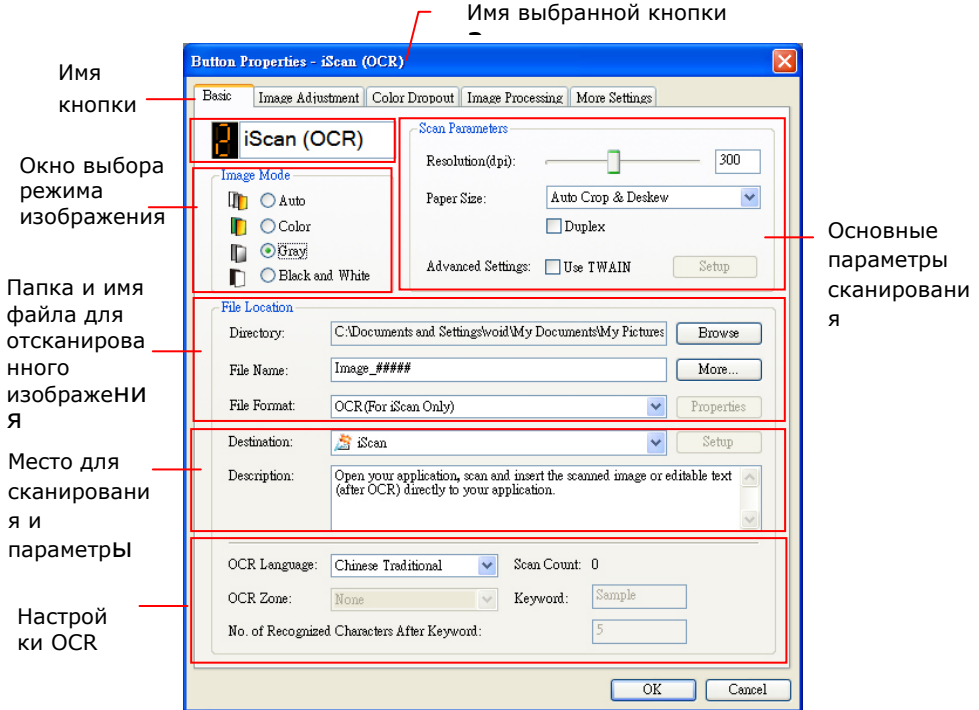 Имя выбранной кнопки
Button Properties - iScan (OCR)
Имя
кнопки
Basic
Image Adjustment
Color Dropout
Image Processing
More Settings
2
iScan (OCR)
Окно выбора
режима
изображения
Image Mode
Auto
Color
Gray
Black and White
Scan Parameters
Resolution(dpi):
300
Paper Size:
Auto Crop & Deskew
Duplex
Advanced Settings:
Use TWAIN
Setup
Основные
параметры
сканировани
я
Папка и имя
файла для
отсканирова
нного
изображеНИ
Я
File Location
Directory:
C:\Documents and Settings\void\My Documents\My Pictures
Browse
File Name:
Image_#####
More...
File Format:
OCR(For iScan Only)
Properties
Место для
сканировани
я и
параметрЫ
Destination:
iScan
Setup
Description:
Open your application, scan and insert the scanned image or editable text
(after OCR) directly to your application.
Настрой
ки OCR
OCR Language:
Chinese Traditional
Scan Count: 0
OCR Zone:
None
Keyword:
Sample
No. of Recognized Characters After Keyword:
5
OK
Cancel